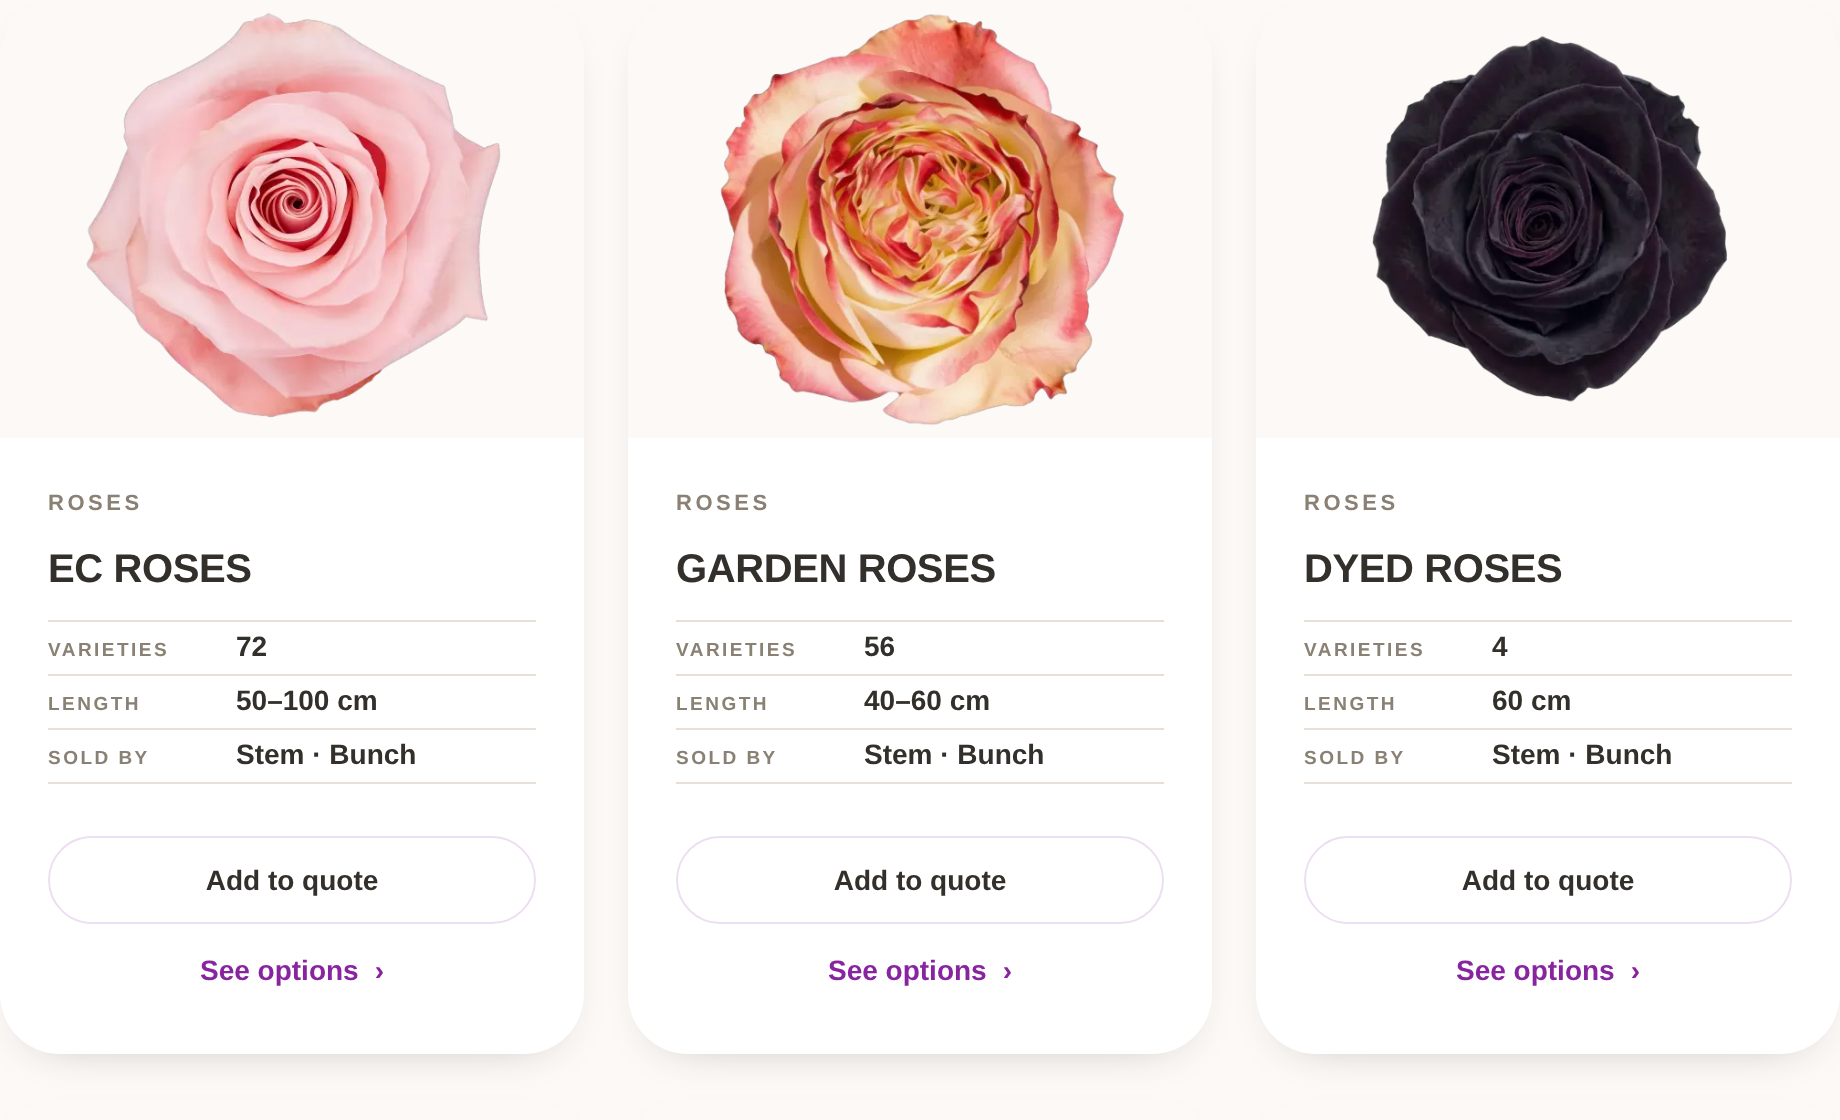 ROSES
EC ROSES
VARIETIES 72
LENGTH 50–100 cm
SOLD BY Stem · Bunch
Add to quote
See options ›
ROSES
GARDEN ROSES
VARIETIES 56
LENGTH 40–60 cm
SOLD BY Stem · Bunch
Add to quote
See options ›
ROSES
DYED ROSES
VARIETIES 4
LENGTH 60 cm
SOLD BY Stem · Bunch
Add to quote
See options ›